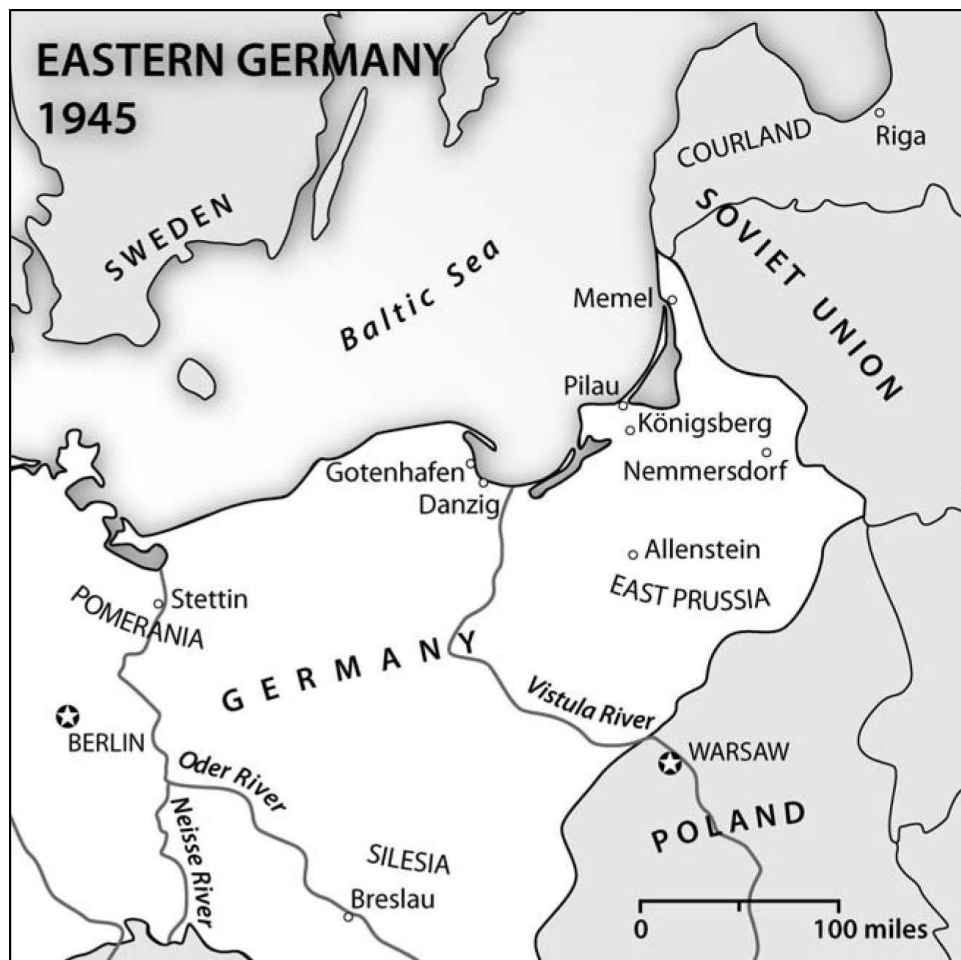 EASTERN GERMANY
1945
COURLAND
Riga
SWEDEN
SOVIET UNION
Baltic Sea
Memel
Pilau
Königsberg
Nemmersdorf
Gotenhafen
Danzig
Allenstein
EAST PRUSSIA
Stettin
POMERANIA
GERMANY
Vistula River
BERLIN
WARSAW
Oder River
Neisse River
POLAND
SILESIA
Breslau
0 100 miles